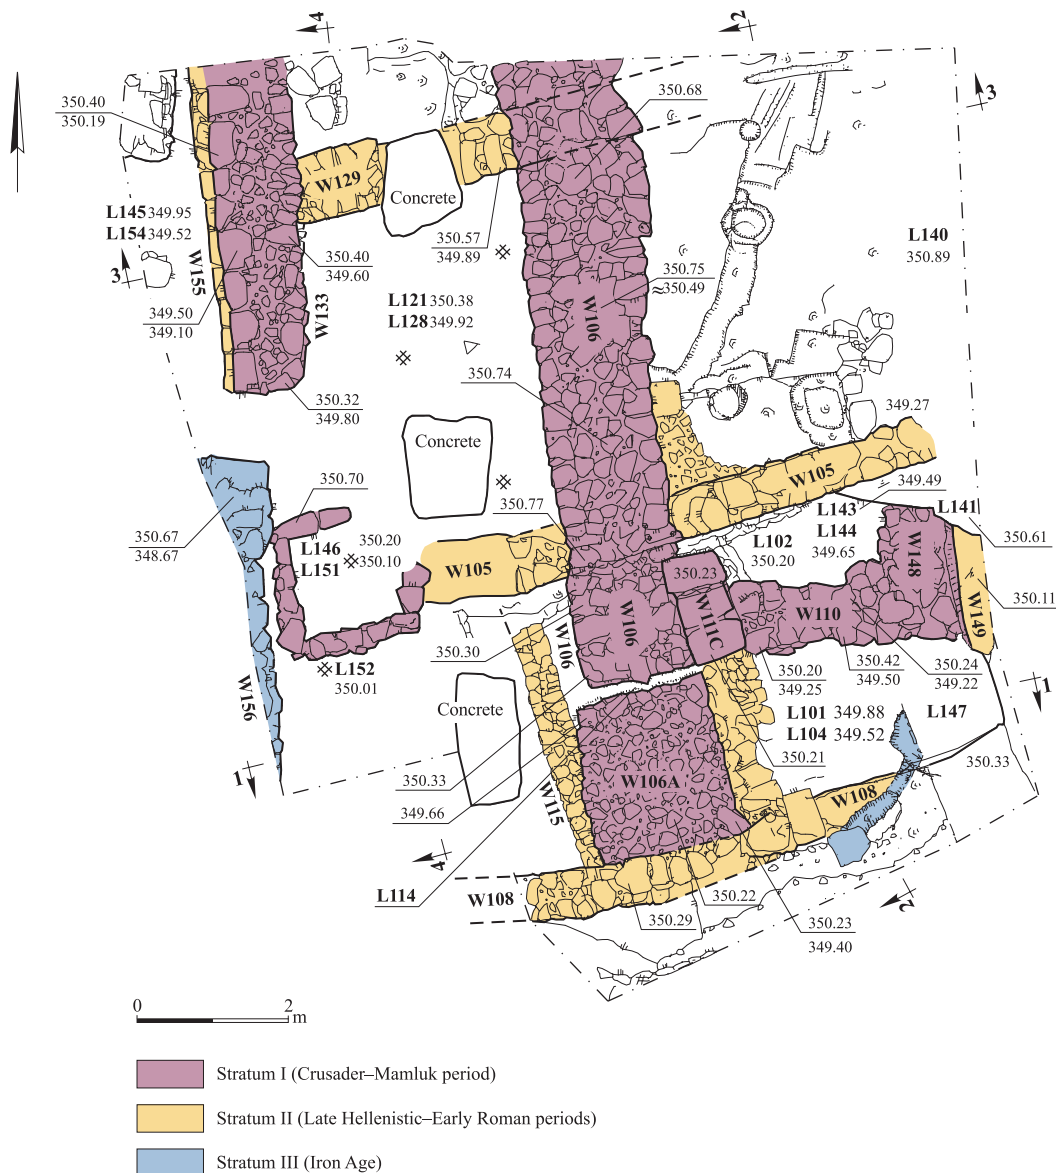 4
2
3
350.40
350.19
350.68
W129
Concrete
L145 349.95
L154 349.52
W155
3
350.57
349.89
L140
350.89
350.40
349.60
W133
350.75
≈350.49
W106
L121 350.38
L128 349.92
349.50
349.10
350.74
350.32
349.80
Concrete
349.27
W105
350.70
350.77
349.49
L143
L144
349.65
L141
350.67
348.67
L146
L151
350.20
350.10
L102
350.20
350.61
W148
W105
350.23
W111C
W110
350.11
W149
W106
W106
350.30
L152
350.01
W156
350.20
349.25
350.42
349.50
350.24
349.22
Concrete
L101 349.88
L104 349.52
L147
1
350.21
350.33
1
350.33
349.66
W106A
W115
W108
4
L114
W108
350.22
350.29
350.23
349.40
2
0 2
m
Stratum I (Crusader–Mamluk period)
Stratum II (Late Hellenistic–Early Roman periods)
Stratum III (Iron Age)